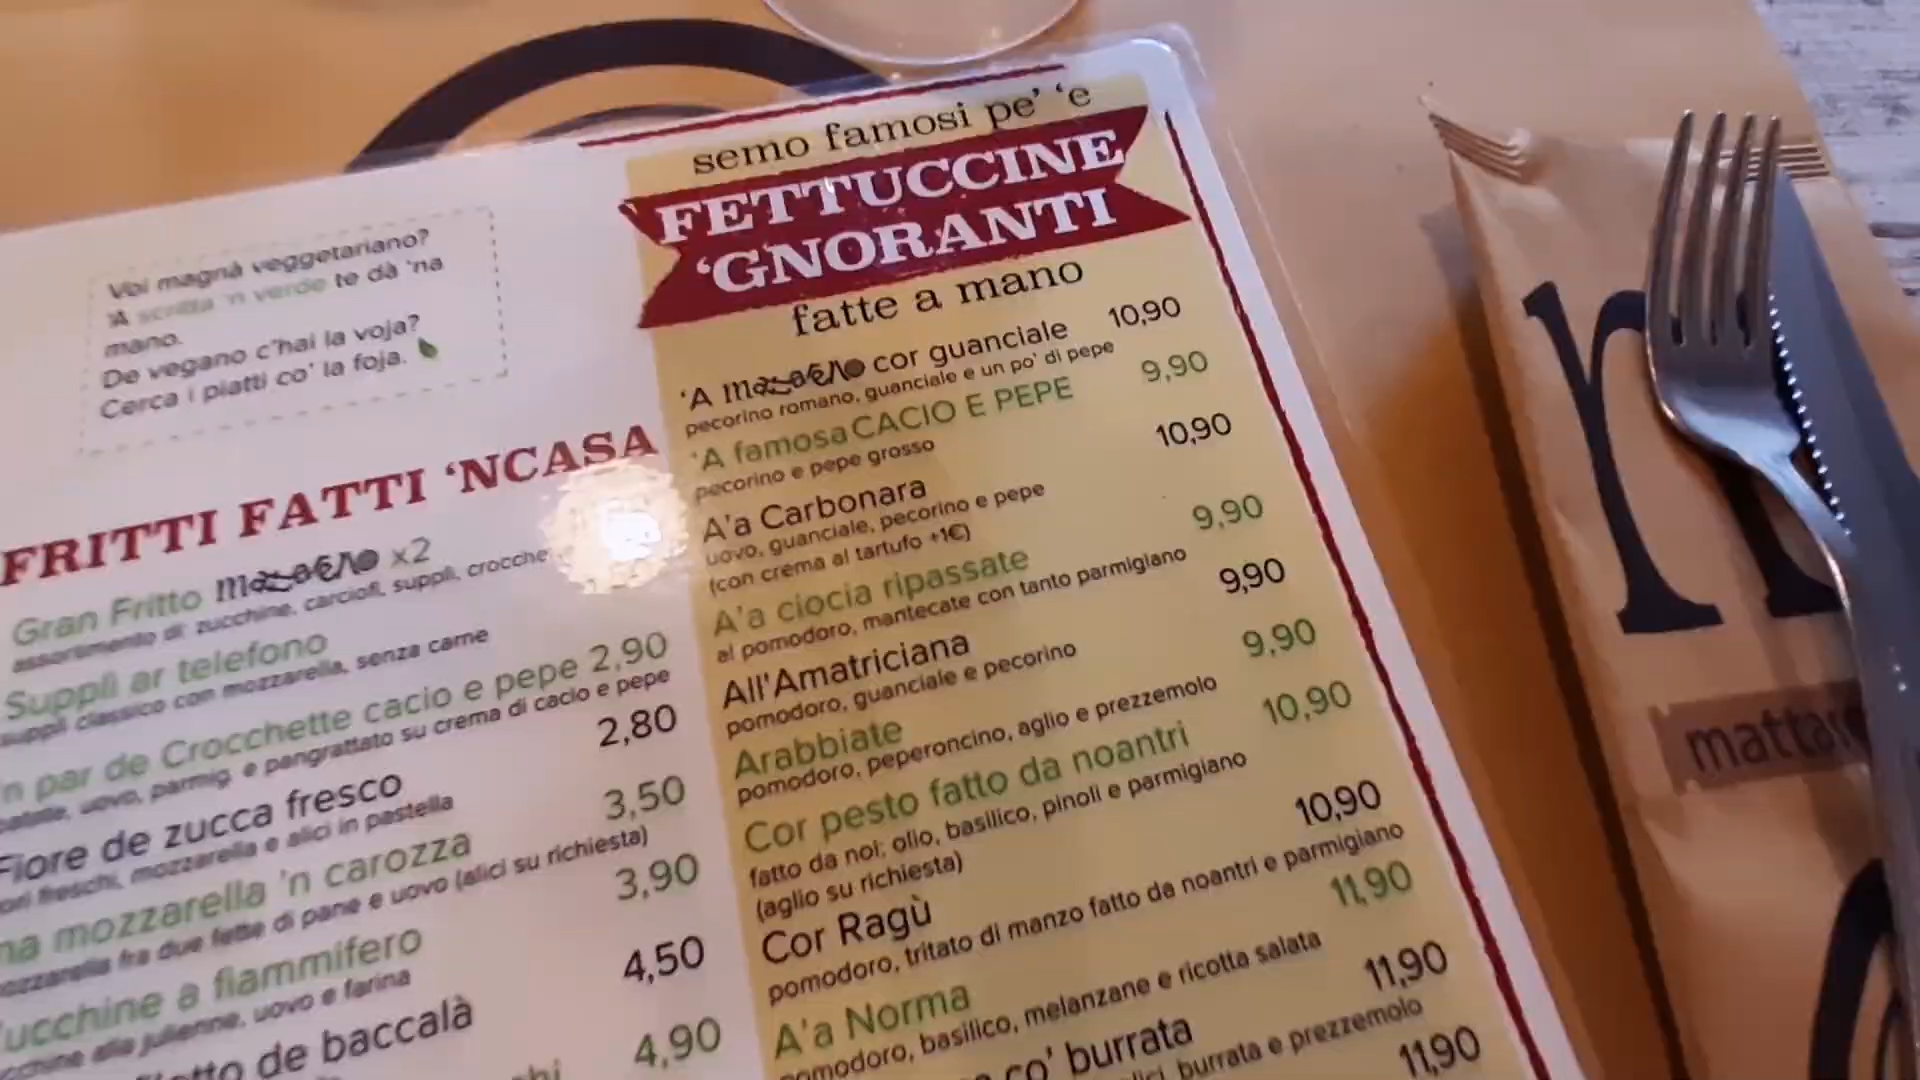 Voi magnà veggetariano?
'A scritta 'n verde te dà 'na
mano.
De vegano c'hai la voja?
Cerca i piatti co' la foja.
FRITTI FATTI 'NCASA
Gran Fritto x2
assortimento di: zucchine, carciofi, supplì, crocche
Supplì ar telefono
supplì classico con mozzarella, senza carne
'n par de Crocchette cacio e pepe 2,90
patate, uovo, parmig. e pangrattato su crema di cacio e pepe
Fiore de zucca fresco 2,80
fiori freschi, mozzarella e alici in pastella
na mozzarella 'n carozza 3,50
mozzarella fra due fette di pane e uovo (alici su richiesta)
Zucchine a fiammifero 3,90
zucchine alla julienne, uovo e farina
de baccalà 4,50
4,90
semo famosi pe' 'e
FETTUCCINE
'GNORANTI
fatte a mano
'A cor guanciale 10,90
pecorino romano, guanciale e un po' di pepe
'A famosa CACIO E PEPE 9,90
pecorino e pepe grosso
A'a Carbonara 10,90
uovo, guanciale, pecorino e pepe
(con crema al tartufo +1€)
A'a ciocia ripassate 9,90
al pomodoro, mantecate con tanto parmigiano
All'Amatriciana 9,90
pomodoro, guanciale e pecorino
Arabbiate 9,90
pomodoro, peperoncino, aglio e prezzemolo
Cor pesto fatto da noantri 10,90
fatto da noi; olio, basilico, pinoli e parmigiano
(aglio su richiesta)
Cor Ragù 10,90
pomodoro, tritato di manzo fatto da noantri e parmigiano
A'a Norma 11,90
pomodoro, basilico, melanzane e ricotta salata
co' burrata 11,90
burrata e prezzemolo
11,90